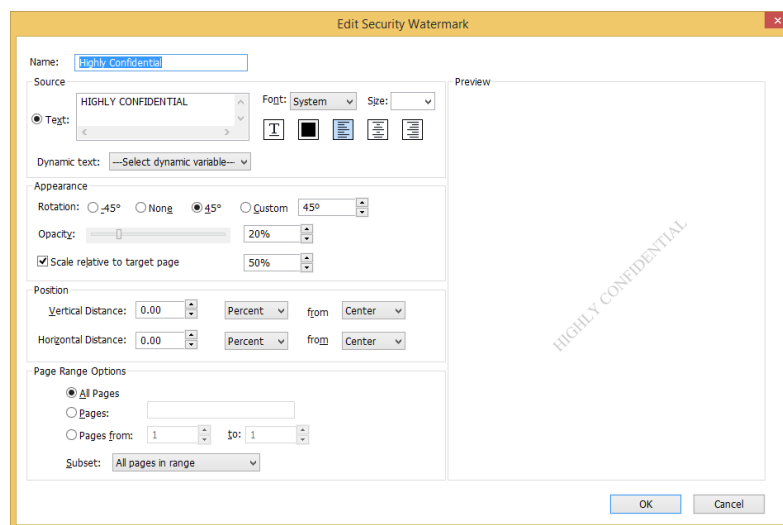 Edit Security Watermark
Name: Highly Confidential
Source
Text: HIGHLY CONFIDENTIAL
Font: System Size:
T
Dynamic text: ---Select dynamic variable---
Appearance
Rotation: -45° None 45° Custom 45º
Opacity: 20%
Scale relative to target page 50%
Position
Vertical Distance: 0.00 Percent from Center
Horizontal Distance: 0.00 Percent from Center
Page Range Options
All Pages
Pages:
Pages from: 1 to: 1
Subset: All pages in range
Preview
HIGHLY CONFIDENTIAL
OK Cancel